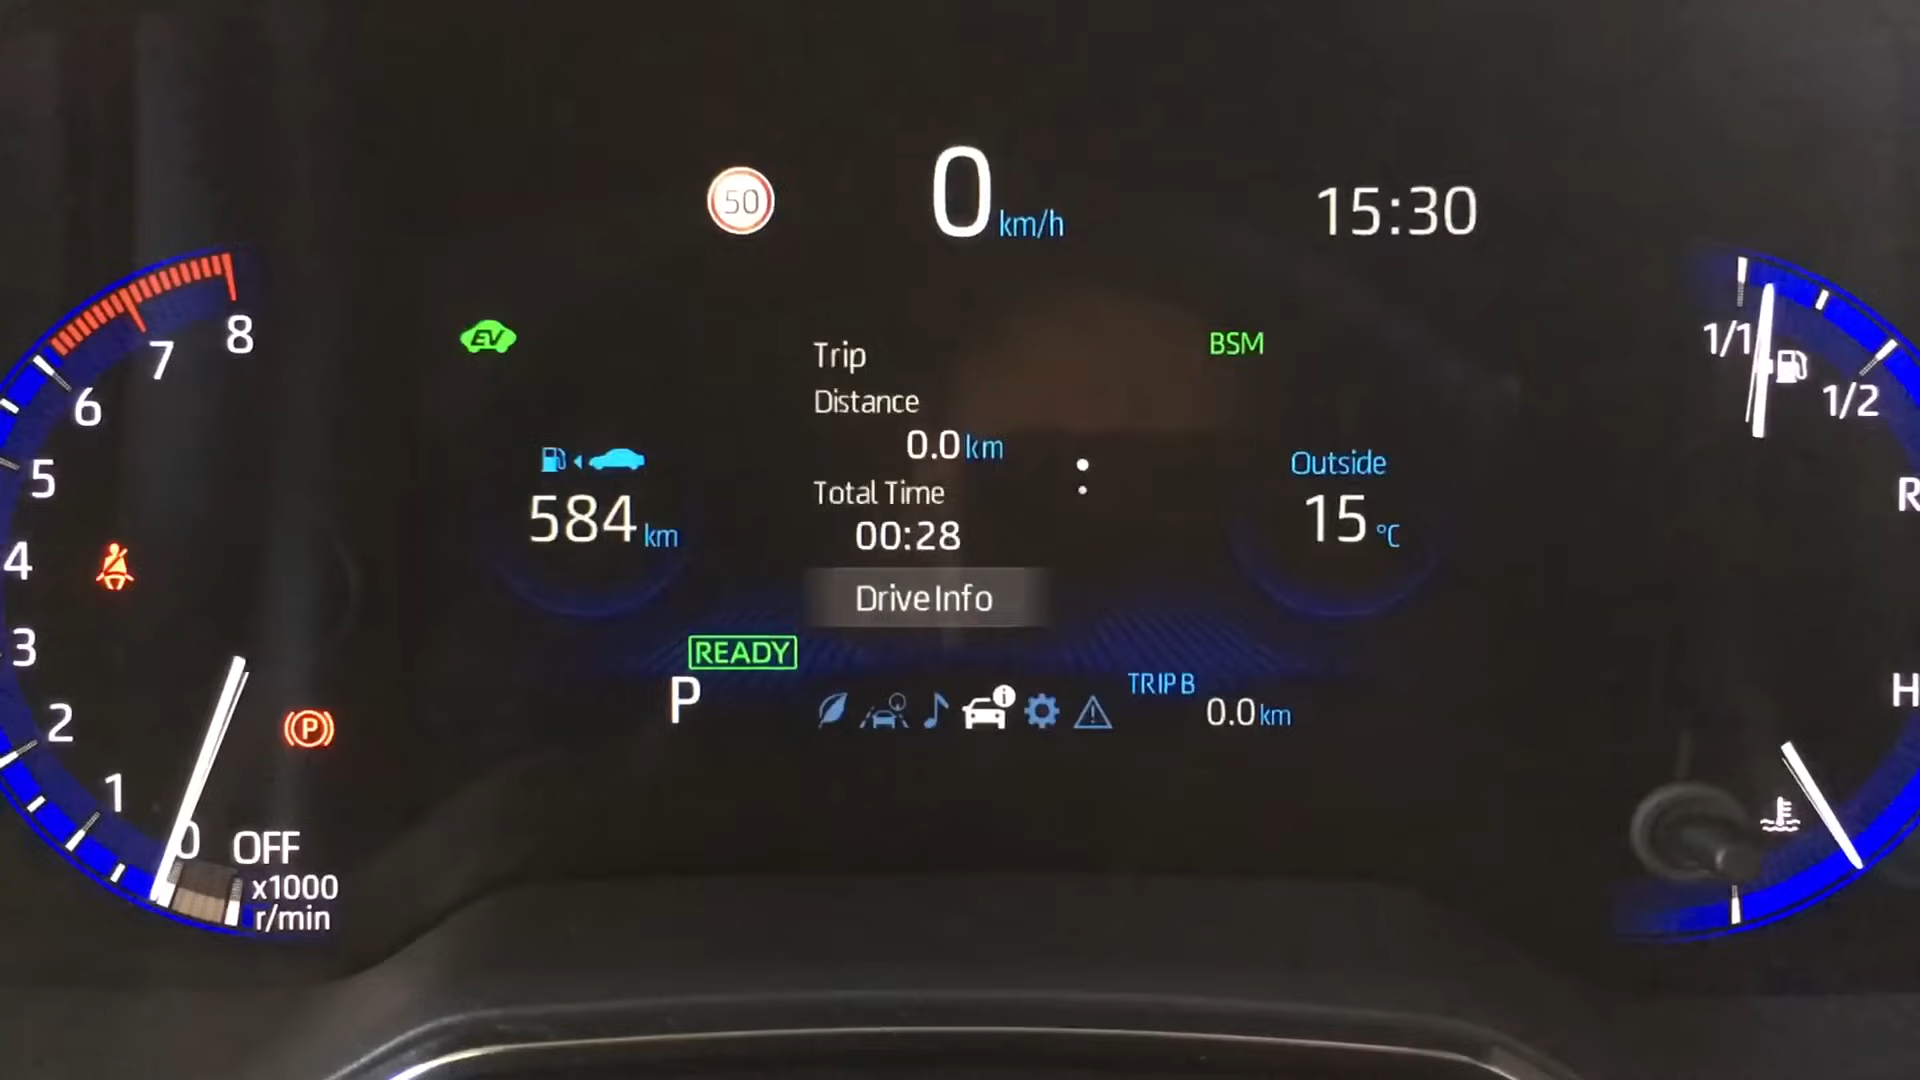 50
0 km/h
15:30
8
7
6
5
4
3
2
1
0
OFF
x1000
r/min
EV
584 km
Trip
Distance
0.0 km
Total Time
00:28
Drive Info
BSM
Outside
15 °C
READY
P
P
i
TRIP B
0.0 km
1/1
1/2
R
H